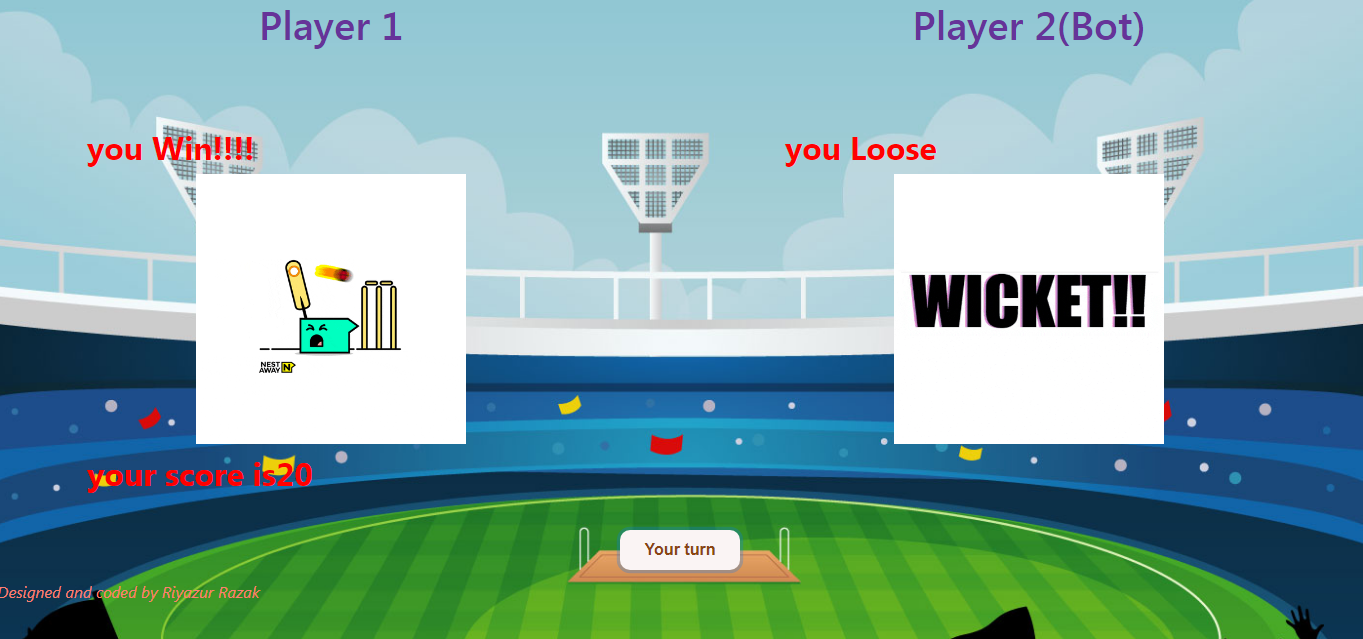 Player 1
Player 2(Bot)
you Win!!!!
you Loose
WICKET!!
NEST
AWAY N
your score is20
Your turn
Designed and coded by Riyazur Razak